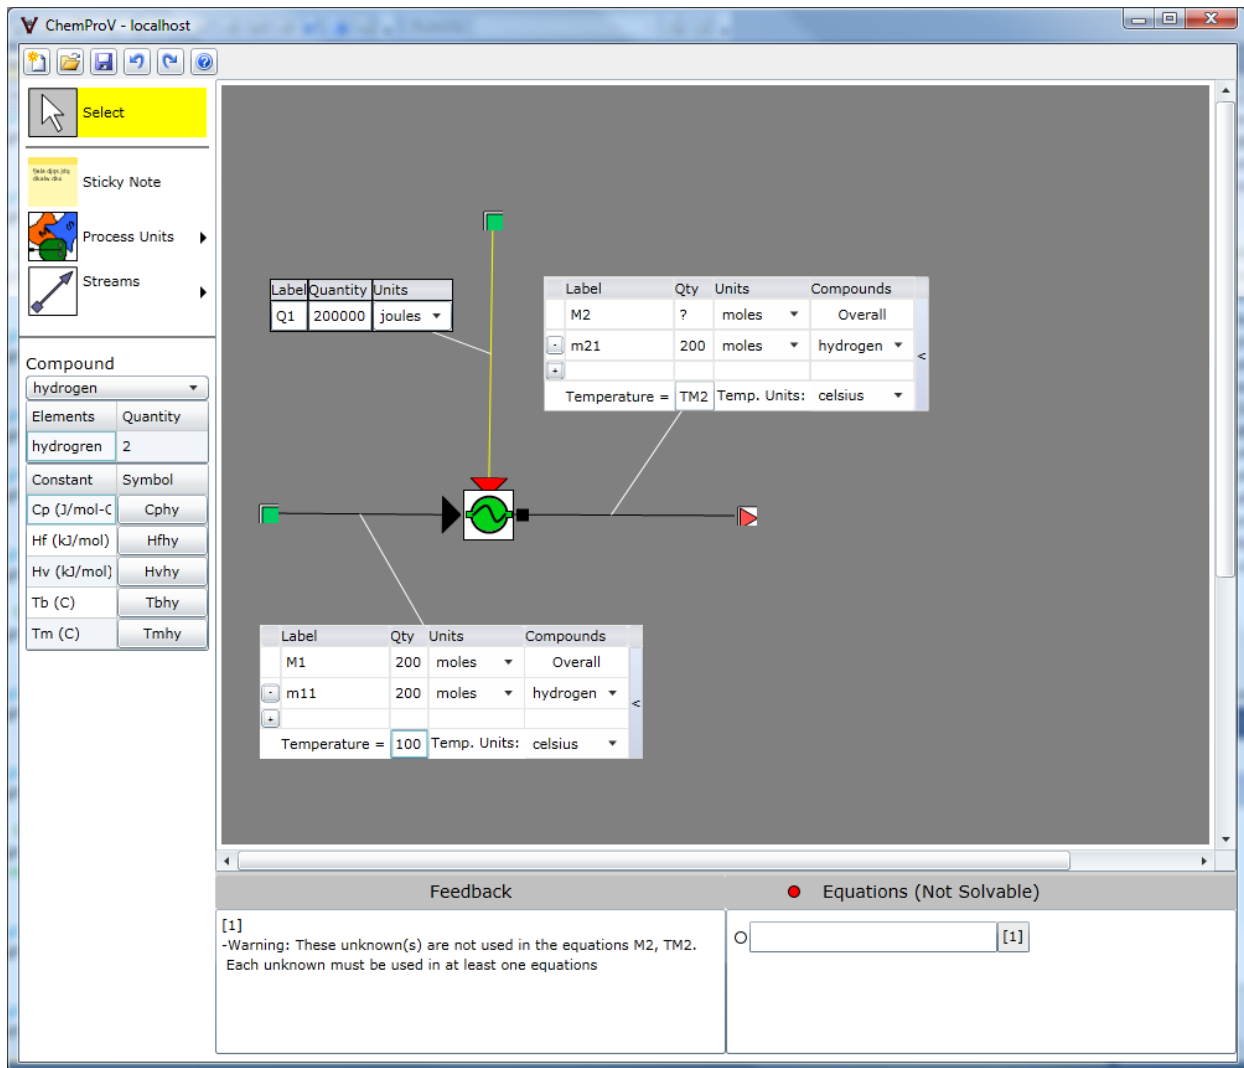 ChemProV - localhost
Select
Sticky Note
Process Units
Streams
Compound
hydrogen
Elements Quantity
hydrogren 2
Constant Symbol
Cp (J/mol-C Cphy
Hf (kJ/mol) Hfhy
Hv (kJ/mol) Hvhy
Tb (C) Tbhy
Tm (C) Tmhy
Label Quantity Units
Q1 200000 joules
Label Qty Units Compounds
M2 ? moles Overall
- m21 200 moles hydrogen
+
<
Temperature = TM2 Temp. Units: celsius
Label Qty Units Compounds
M1 200 moles Overall
- m11 200 moles hydrogen
<
+
Temperature = 100 Temp. Units: celsius
Feedback
[1]
-Warning: These unknown(s) are not used in the equations M2, TM2.
Each unknown must be used in at least one equations
Equations (Not Solvable)
[1]